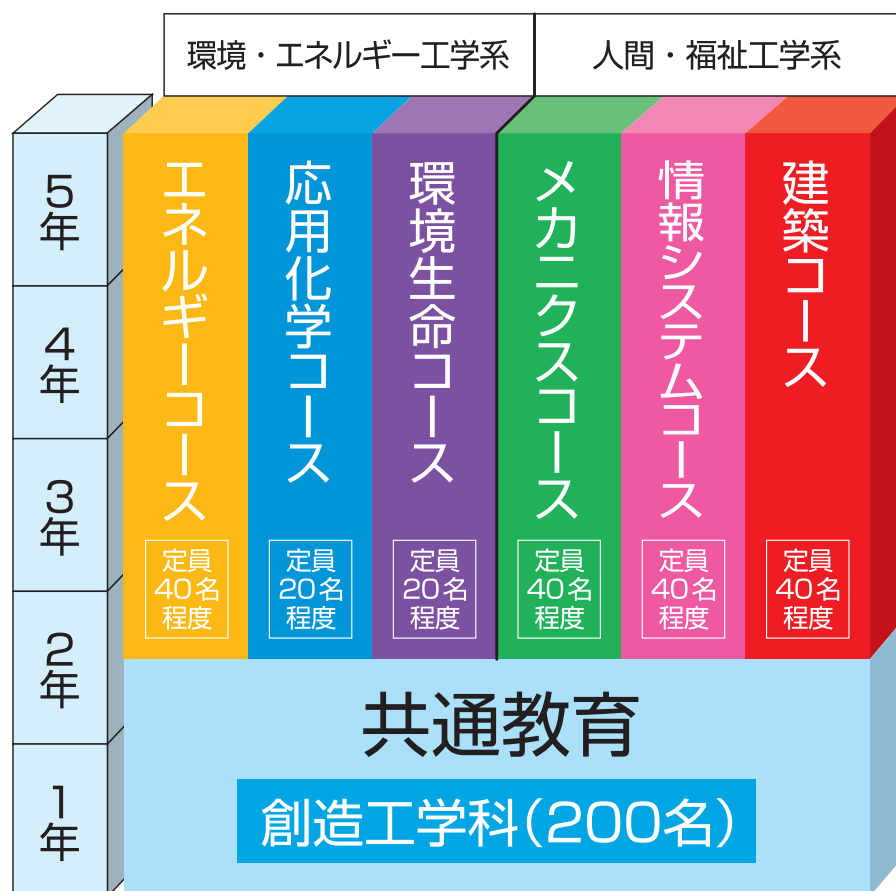 環境・エネルギー工学系
人間・福祉工学系
5年
4年
3年
2年
1年
エネルギーコース
定員
40名
程度
応用化学コース
定員
20名
程度
環境生命コース
定員
20名
程度
メカニクスコース
定員
40名
程度
情報システムコース
定員
40名
程度
建築コース
定員
40名
程度
共通教育
創造工学科(200名)